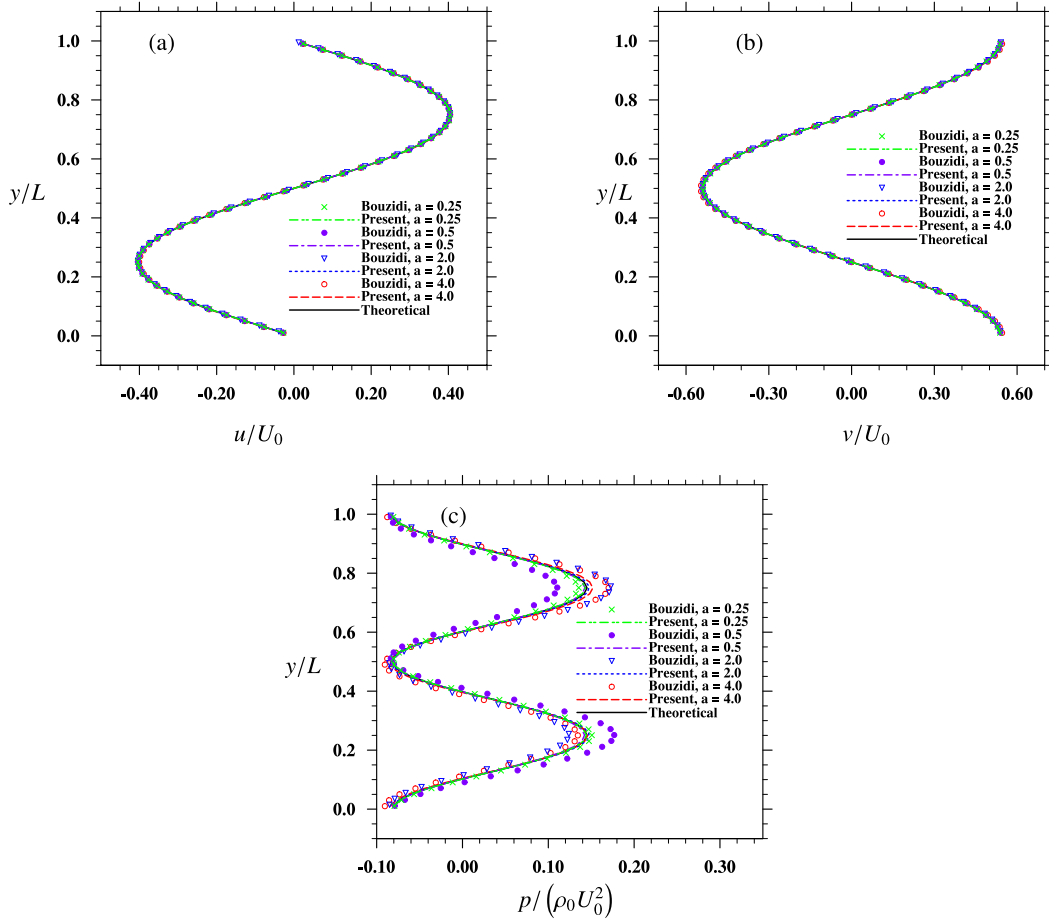 (a)
1.0
0.8
0.6
y/L
0.4
0.2
0.0
Bouzidi, a = 0.25
Present, a = 0.25
Bouzidi, a = 0.5
Present, a = 0.5
Bouzidi, a = 2.0
Present, a = 2.0
Bouzidi, a = 4.0
Present, a = 4.0
Theoretical
-0.40 -0.20 0.00 0.20 0.40
u/U0
(b)
1.0
0.8
0.6
y/L
0.4
0.2
0.0
Bouzidi, a = 0.25
Present, a = 0.25
Bouzidi, a = 0.5
Present, a = 0.5
Bouzidi, a = 2.0
Present, a = 2.0
Bouzidi, a = 4.0
Present, a = 4.0
Theoretical
-0.60 -0.30 0.00 0.30 0.60
v/U0
(c)
1.0
0.8
0.6
y/L
0.4
0.2
0.0
Bouzidi, a = 0.25
Present, a = 0.25
Bouzidi, a = 0.5
Present, a = 0.5
Bouzidi, a = 2.0
Present, a = 2.0
Bouzidi, a = 4.0
Present, a = 4.0
Theoretical
-0.10 0.00 0.10 0.20 0.30
p/(ρ0U0²)